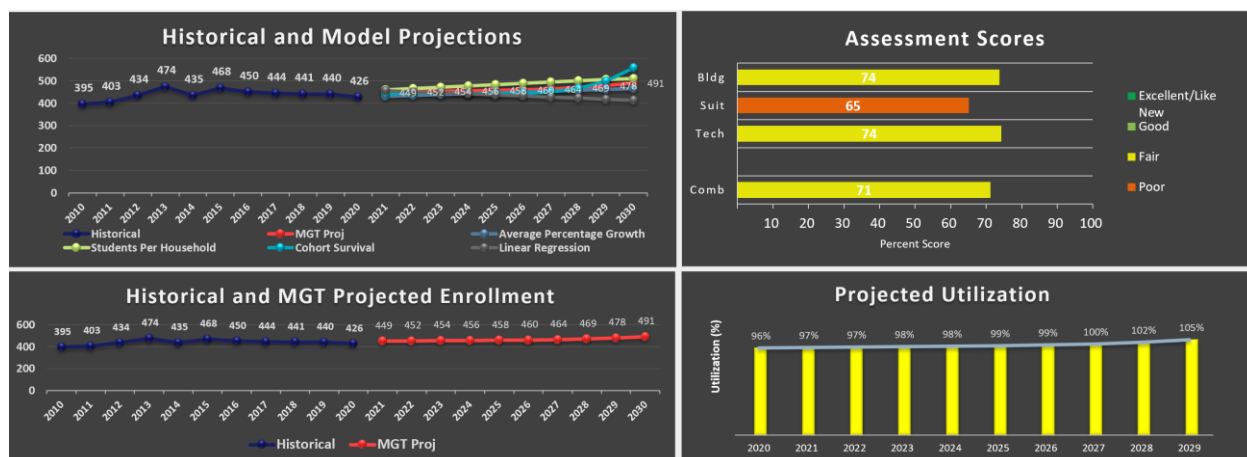 Historical and Model Projections
600
500
400
300
200
100
0
395 403 434 474 435 468 450 444 441 440 426
449 452 454 456 458 460 464 469 478 491
2010 2011 2012 2013 2014 2015 2016 2017 2018 2019 2020 2021 2022 2023 2024 2025 2026 2027 2028 2029 2030
Historical MGT Proj Average Percentage Growth
Students Per Household Cohort Survival Linear Regression
Assessment Scores
Bldg 74
Suit 65
Tech 74
Comb 71
10 20 30 40 50 60 70 80 90 100
Percent Score
Excellent/Like
New
Good
Fair
Poor
Historical and MGT Projected Enrollment
600
400
200
0
395 403 434 474 435 468 450 444 441 440 426 449 452 454 456 458 460 464 469 478 491
2010 2011 2012 2013 2014 2015 2016 2017 2018 2019 2020 2021 2022 2023 2024 2025 2026 2027 2028 2029 2030
Historical MGT Proj
Projected Utilization
Utilization (%)
96% 97% 97% 98% 98% 99% 99% 100% 102% 105%
2020 2021 2022 2023 2024 2025 2026 2027 2028 2029